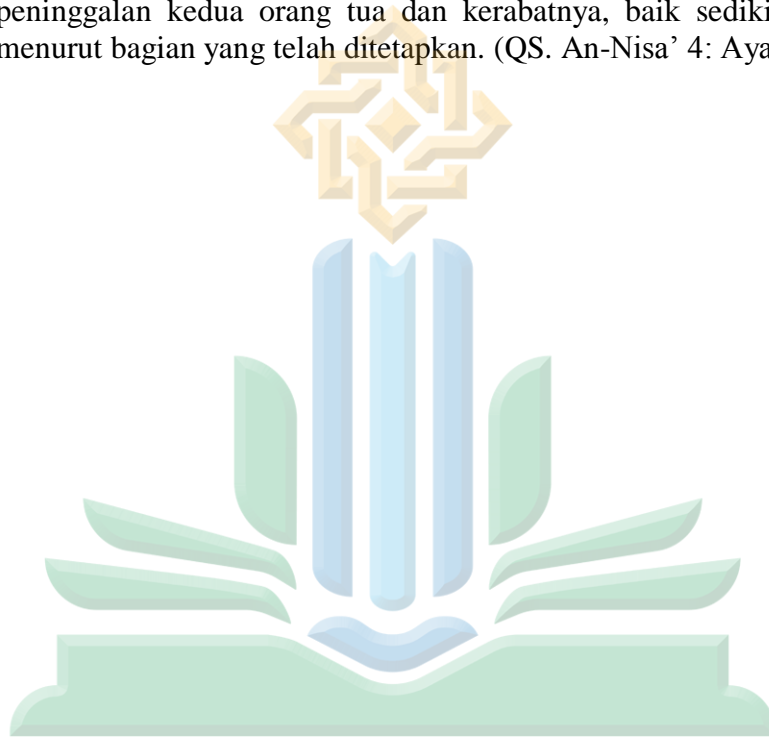 peninggalan kedua orang tua dan kerabatnya, baik sediki
menurut bagian yang telah ditetapkan. (QS. An-Nisa’ 4: Aya